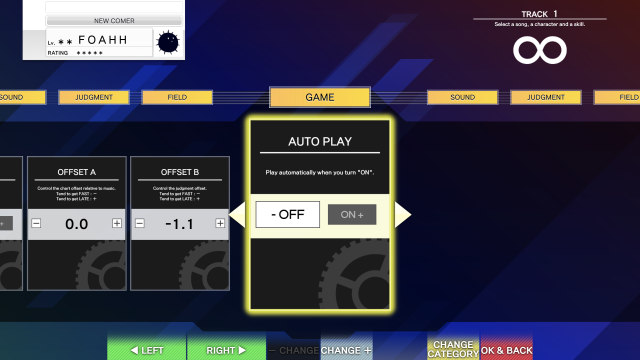 NEW COMER
Lv. ** FOAHH
RATING *****
TRACK 1
Select a song, a character and a skill.
∞
SOUND
JUDGMENT
FIELD
GAME
SOUND
JUDGMENT
FIELD
OFFSET A
Control the chart offset relative to music.
Tend to get FAST : −
Tend to get LATE : +
− 0.0 +
OFFSET B
Control the judgment offset.
Tend to get FAST : −
Tend to get LATE : +
− -1.1 +
AUTO PLAY
Play automatically when you turn "ON".
- OFF
ON +
◀ LEFT
RIGHT ▶
− CHANGE
CHANGE +
CHANGE
CATEGORY
OK & BACK